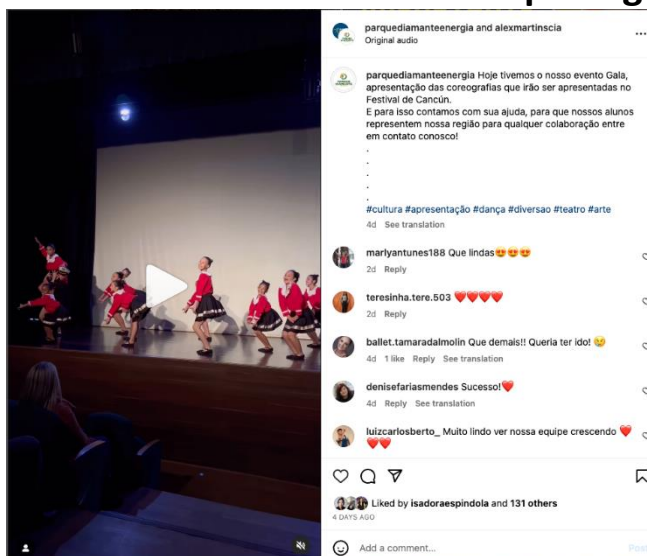 parquediamanteenergia and alexmartinscia
Original audio
parquediamanteenergia Hoje tivemos o nosso evento Gala,
apresentação das coreografias que irão ser apresentadas no
Festival de Cancún.
E para isso contamos com sua ajuda, para que nossos alunos
representem nossa região para qualquer colaboração entre
em contato conosco!
.
.
.
.
.
#cultura #apresentação #dança #diversao #teatro #arte
4d See translation
marlyantunes188 Que lindas😍😍😍
2d Reply
teresinha.tere.503 ❤️❤️❤️❤️
2d Reply
ballet.tamaradalmolin Que demais!! Queria ter ido! 😢
4d 1 like Reply See translation
denisefariasmendes Sucesso!❤️
4d Reply See translation
luizcarlosberto_ Muito lindo ver nossa equipe crescendo ❤️
❤️❤️
Liked by isadoraespindola and 131 others
4 DAYS AGO
Add a comment...
Post